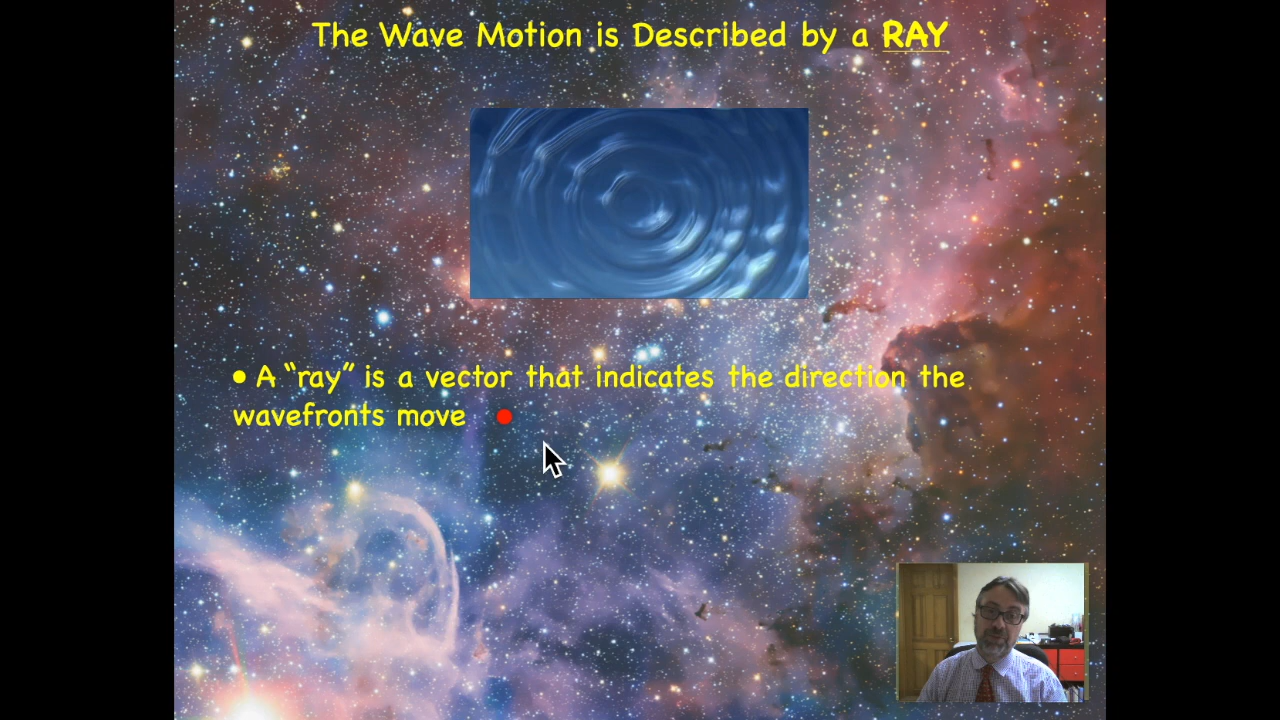 The Wave Motion is Described by a RAY
• A “ray” is a vector that indicates the direction the
wavefronts move